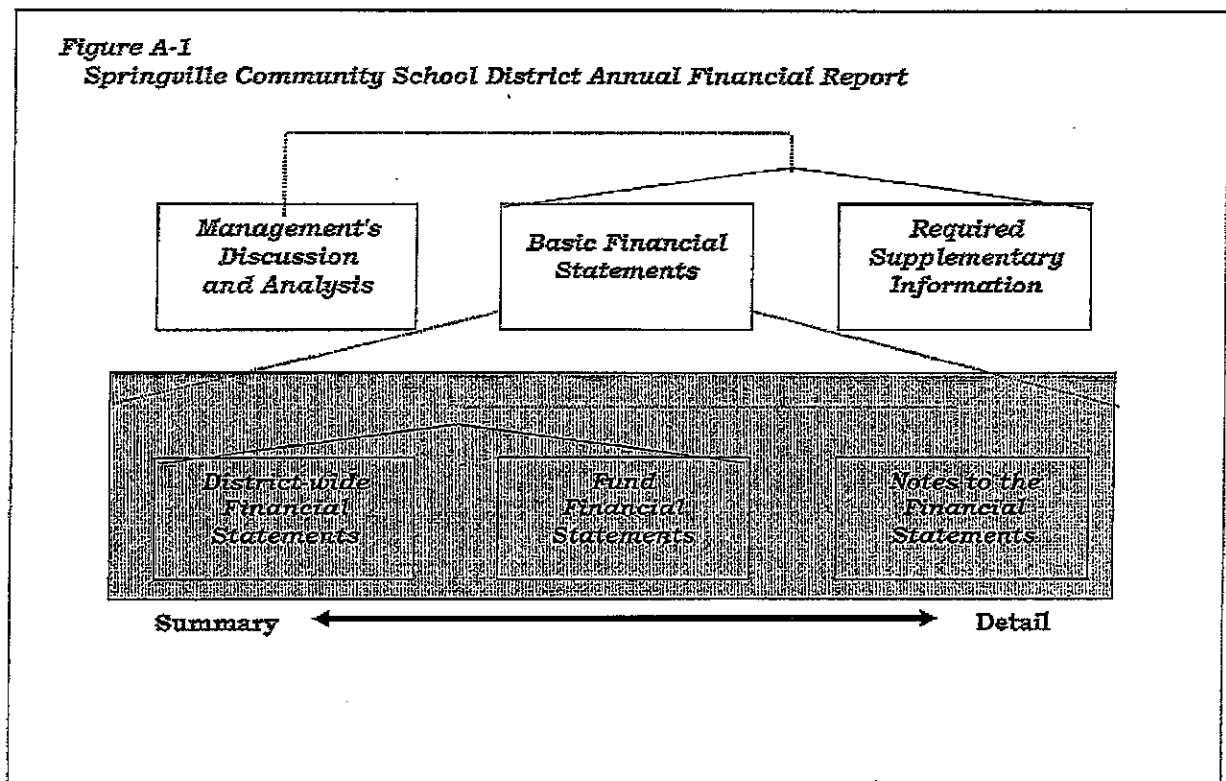 Figure A-1
Springville Community School District Annual Financial Report
Management's
Discussion
and Analysis
Basic Financial
Statements
Required
Supplementary
Information
District-wide
Financial
Statements
Fund
Financial
Statements
Notes to the
Financial
Statements
Summary
Detail